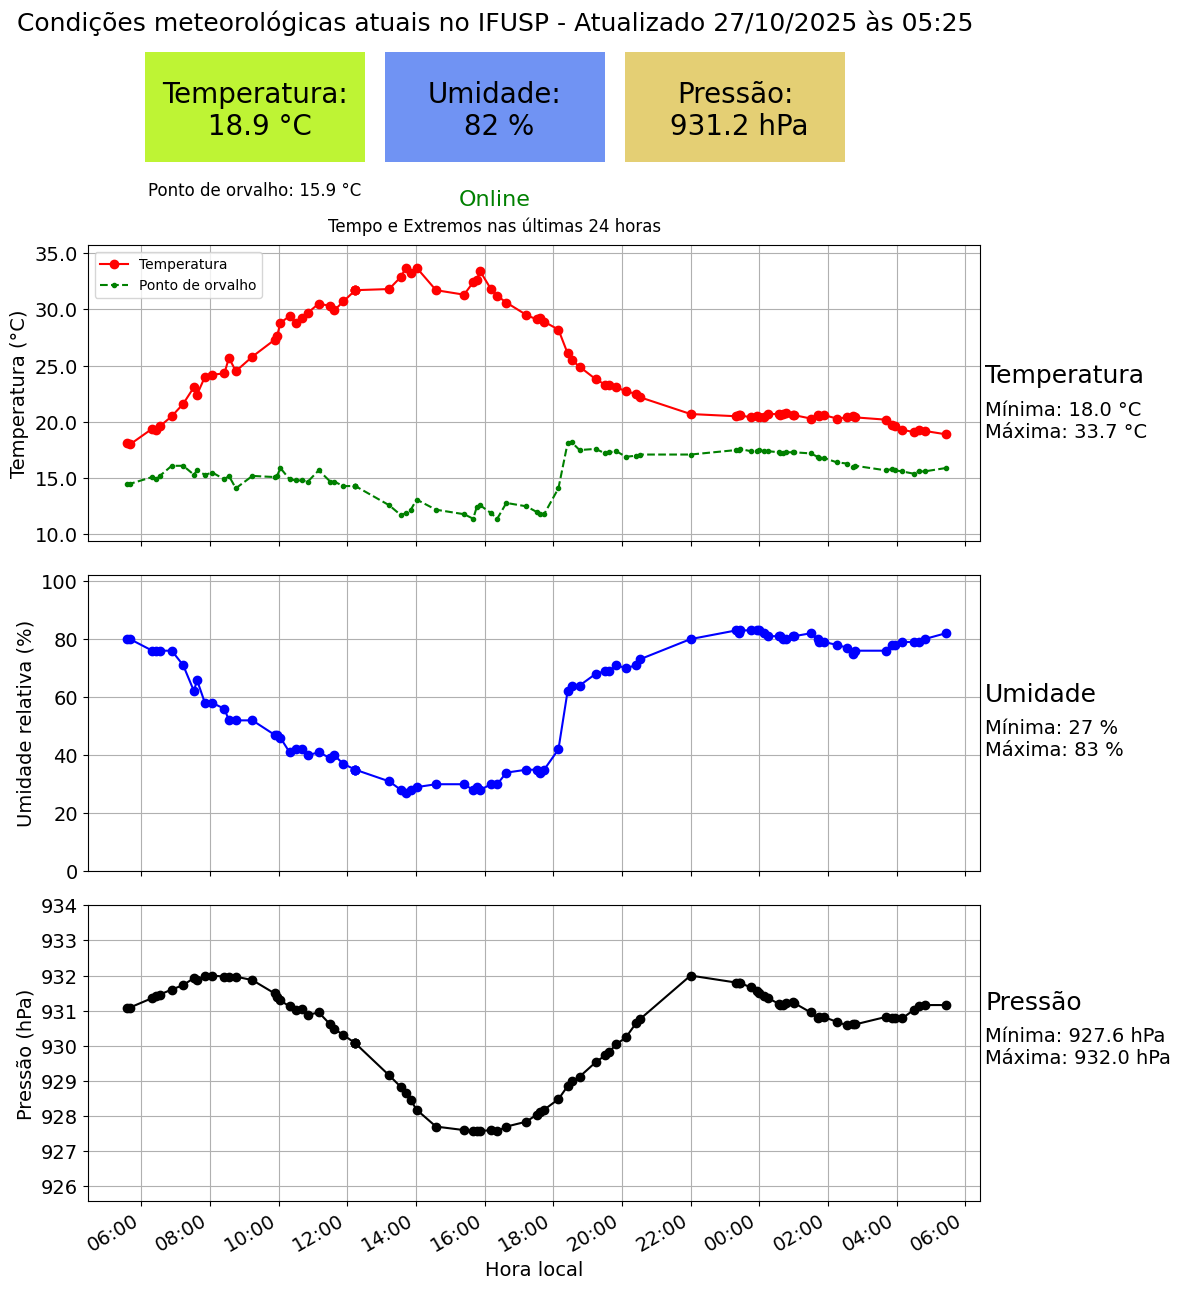 Condições meteorológicas atuais no IFUSP - Atualizado 27/10/2025 às 05:25
Temperatura:
18.9 °C
Umidade:
82 %
Pressão:
931.2 hPa
Ponto de orvalho: 15.9 °C
Online
Tempo e Extremos nas últimas 24 horas
Temperatura
Ponto de orvalho
35.0
30.0
25.0
20.0
15.0
10.0
Temperatura (°C)
Temperatura
Mínima: 18.0 °C
Máxima: 33.7 °C
100
80
60
40
20
0
Umidade relativa (%)
Umidade
Mínima: 27 %
Máxima: 83 %
934
933
932
931
930
929
928
927
926
Pressão (hPa)
Pressão
Mínima: 927.6 hPa
Máxima: 932.0 hPa
06:00 08:00 10:00 12:00 14:00 16:00 18:00 20:00 22:00 00:00 02:00 04:00 06:00
Hora local